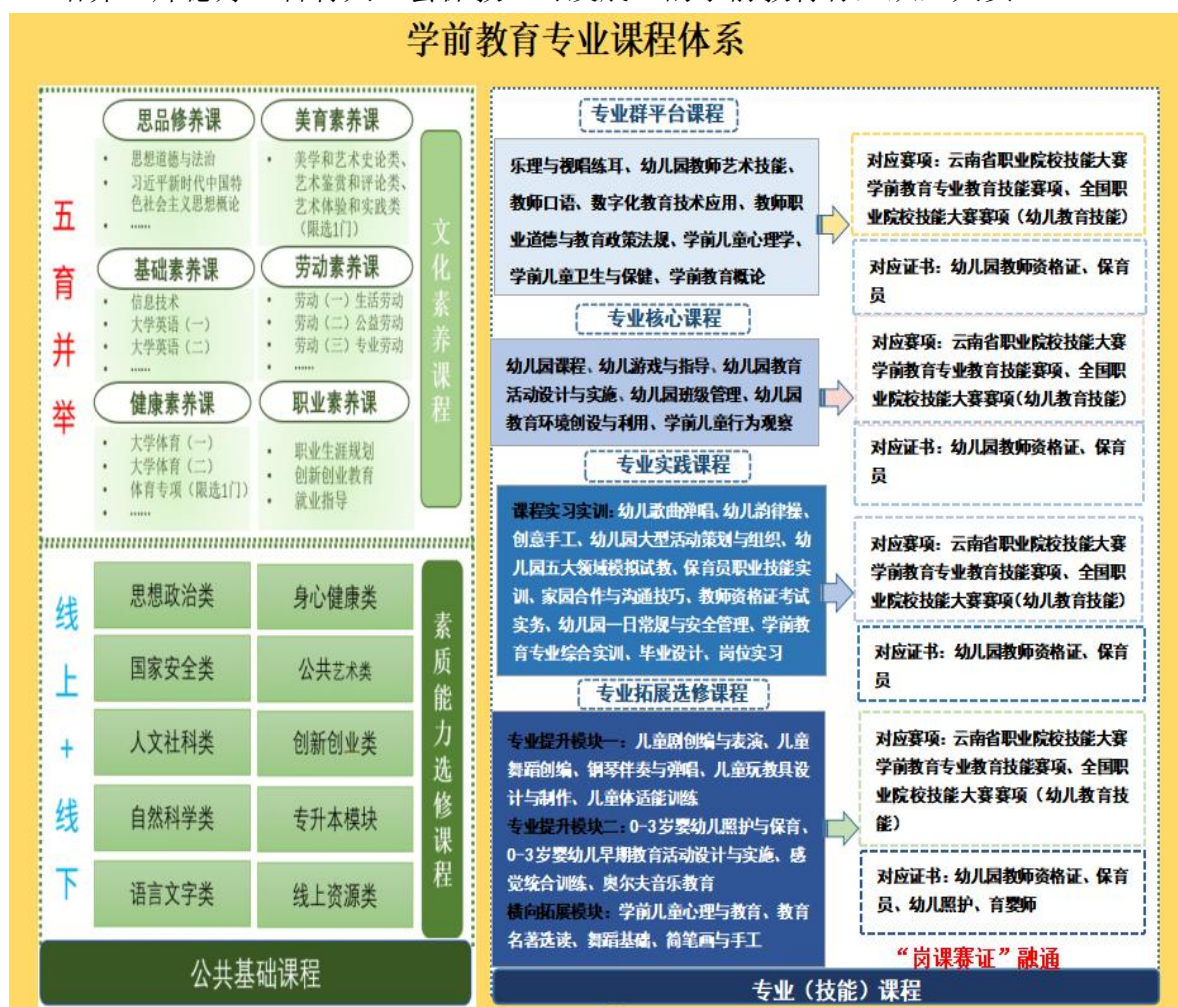 学前教育专业课程体系
五育并举
思品修养课
• 思想道德与法治
• 习近平新时代中国特
色社会主义思想概论
• ······
美育素养课
• 美学和艺术史论类、
艺术鉴赏和评论类、
艺术体验和实践类
（限选1门）
基础素养课
• 信息技术
• 大学英语（一）
• 大学英语（二）
• ······
劳动素养课
• 劳动（一）生活劳动
• 劳动（二）公益劳动
• 劳动（三）专业劳动
• ······
健康素养课
• 大学体育（一）
• 大学体育（二）
• 体育专项（限选1门）
• ······
职业素养课
• 职业生涯规划
• 创新创业教育
• 就业指导
文化素养课程
线上+线下
思想政治类
身心健康类
国家安全类
公共艺术类
人文社科类
创新创业类
自然科学类
专升本模块
语言文字类
线上资源类
素质能力选修课程
公共基础课程
专业群平台课程
乐理与视唱练耳、幼儿园教师艺术技能、
教师口语、数字化教育技术应用、教师职
业道德与教育政策法规、学前儿童心理学、
学前儿童卫生与保健、学前教育概论
对应赛项：云南省职业院校技能大赛
学前教育专业教育技能赛项、全国职
业院校技能大赛赛项（幼儿教育技能）
对应证书：幼儿园教师资格证、保育
员
专业核心课程
幼儿园课程、幼儿游戏与指导、幼儿园教育
活动设计与实施、幼儿园班级管理、幼儿园
教育环境创设与利用、学前儿童行为观察
对应赛项：云南省职业院校技能大赛
学前教育专业教育技能赛项、全国职
业院校技能大赛赛项(幼儿教育技能）
对应证书：幼儿园教师资格证、保育
员
专业实践课程
课程实习实训:幼儿歌曲弹唱、幼儿韵律操、
创意手工、幼儿园大型活动策划与组织、幼
儿园五大领域模拟试教、保育员职业技能实
训、家园合作与沟通技巧、教师资格证考试
实务、幼儿园一日常规与安全管理、学前教
育专业综合实训、毕业设计、岗位实习
对应赛项：云南省职业院校技能大赛
学前教育专业教育技能赛项、全国职
业院校技能大赛赛项(幼儿教育技能）
对应证书：幼儿园教师资格证、保育
员
专业拓展选修课程
专业提升模块一：儿童剧创编与表演、儿童
舞蹈创编、钢琴伴奏与弹唱、儿童玩教具设
计与制作、儿童体适能训练
专业提升模块二:0-3岁婴幼儿照护与保育、
0-3岁婴幼儿早期教育活动设计与实施、感
觉统合训练、奥尔夫音乐教育
横向拓展模块：学前儿童心理与教育、教育
名著选读、舞蹈基础、简笔画与手工
对应赛项：云南省职业院校技能大赛
学前教育专业教育技能赛项、全国职
业院校技能大赛赛项（幼儿教育技
能）
对应证书：幼儿园教师资格证、保育
员、幼儿照护、育婴师
“岗课赛证”融通
专业（技能）课程